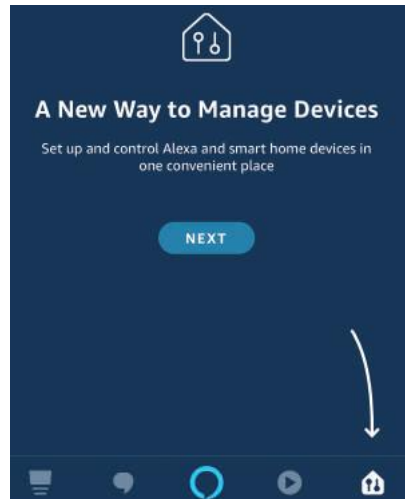 A New Way to Manage Devices
Set up and control Alexa and smart home devices in
one convenient place
NEXT